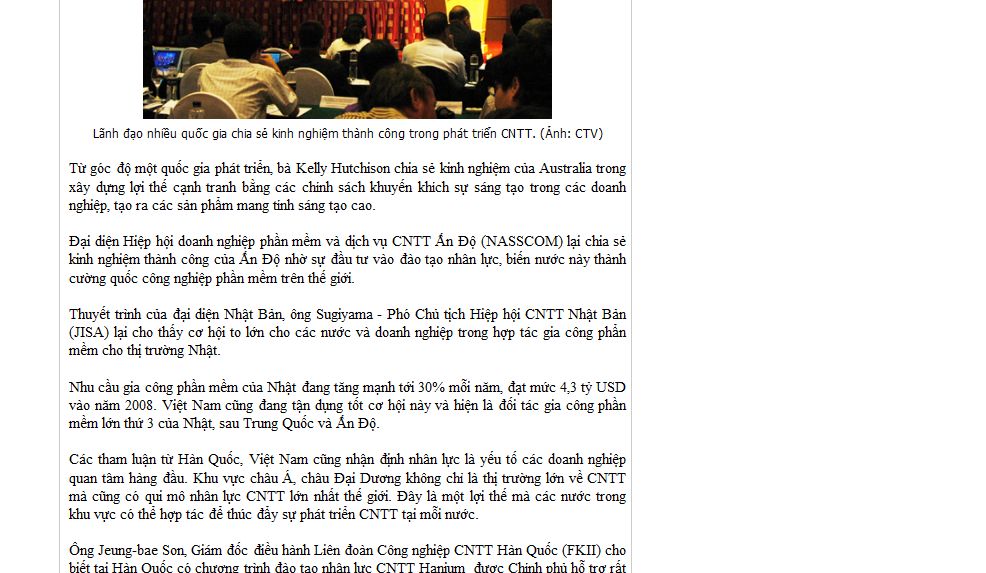 Lãnh đạo nhiều quốc gia chia sẻ kinh nghiệm thành công trong phát triển CNTT. (Ảnh: CTV)
Từ góc độ một quốc gia phát triển, bà Kelly Hutchison chia sẻ kinh nghiệm của Australia trong
xây dựng lợi thế cạnh tranh bằng các chính sách khuyến khích sự sáng tạo trong các doanh
nghiệp, tạo ra các sản phẩm mang tính sáng tạo cao.
Đại diện Hiệp hội doanh nghiệp phần mềm và dịch vụ CNTT Ấn Độ (NASSCOM) lại chia sẻ
kinh nghiệm thành công của Ấn Độ nhờ sự đầu tư vào đào tạo nhân lực, biến nước này thành
cường quốc công nghiệp phần mềm trên thế giới.
Thuyết trình của đại diện Nhật Bản, ông Sugiyama - Phó Chủ tịch Hiệp hội CNTT Nhật Bản
(JISA) lại cho thấy cơ hội to lớn cho các nước và doanh nghiệp trong hợp tác gia công phần
mềm cho thị trường Nhật.
Nhu cầu gia công phần mềm của Nhật đang tăng mạnh tới 30% mỗi năm, đạt mức 4,3 tỷ USD
vào năm 2008. Việt Nam cũng đang tận dụng tốt cơ hội này và hiện là đối tác gia công phần
mềm lớn thứ 3 của Nhật, sau Trung Quốc và Ấn Độ.
Các tham luận từ Hàn Quốc, Việt Nam cũng nhận định nhân lực là yếu tố các doanh nghiệp
quan tâm hàng đầu. Khu vực châu Á, châu Đại Dương không chỉ là thị trường lớn về CNTT
mà cũng có qui mô nhân lực CNTT lớn nhất thế giới. Đây là một lợi thế mà các nước trong
khu vực có thể hợp tác để thúc đẩy sự phát triển CNTT tại mỗi nước.
Ông Jeung-bae Son, Giám đốc điều hành Liên đoàn Công nghiệp CNTT Hàn Quốc (FKII) cho
biết tại Hàn Quốc có chương trình đào tạo nhân lực CNTT Hanium được Chính phủ hỗ trợ rất